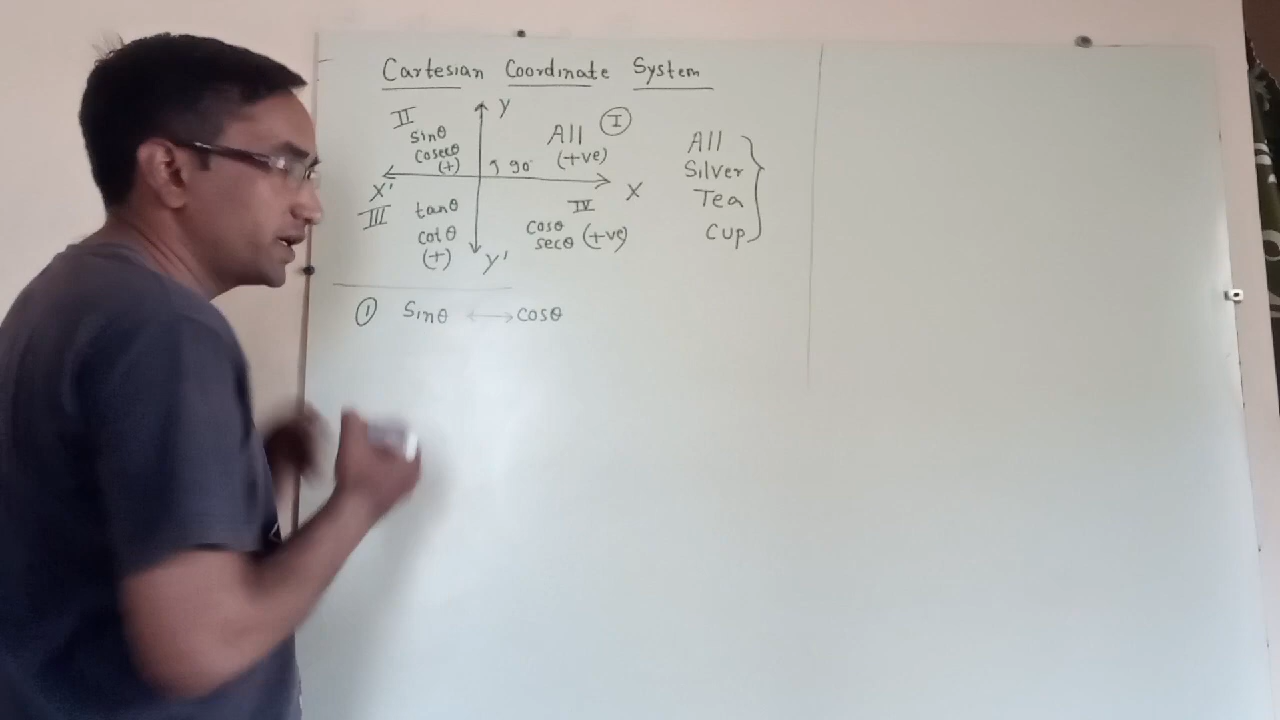 Cartesian Coordinate System
II
Sinθ
Cosecθ
(+)
Y
All I
(+ve)
90°
X'
X
III
tanθ
cotθ
(+)
Y'
IV
Cosθ
secθ (+ve)
All
Silver
Tea
Cup
1 Sinθ ⟷ cosθ